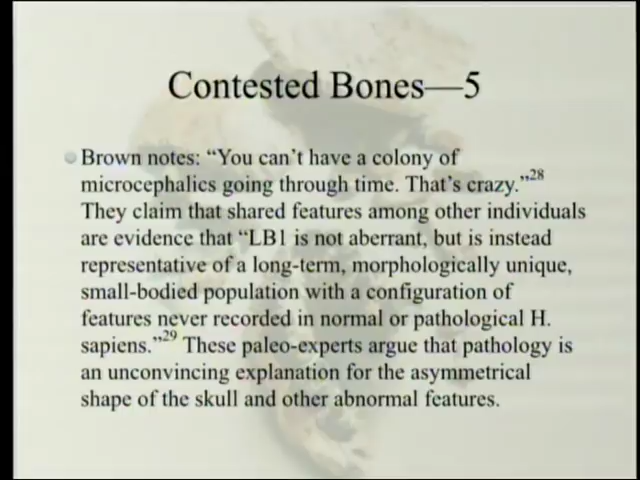 Contested Bones—5
Brown notes: “You can’t have a colony of
microcephalics going through time. That’s crazy.”28
They claim that shared features among other individuals
are evidence that “LB1 is not aberrant, but is instead
representative of a long-term, morphologically unique,
small-bodied population with a configuration of
features never recorded in normal or pathological H.
sapiens.”29 These paleo-experts argue that pathology is
an unconvincing explanation for the asymmetrical
shape of the skull and other abnormal features.